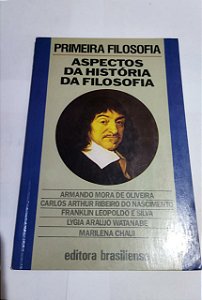 PRIMEIRA FILOSOFIA
ASPECTOS
DA HISTÓRIA
DA FILOSOFIA
ARMANDO MORA DE OLIVEIRA
CARLOS ARTHUR RIBEIRO DO NASCIMENTO
FRANKLIN LEOPOLDO E SILVA
LYGIA ARAUJO WATANABE
MARILENA CHAUI
editora brasiliense